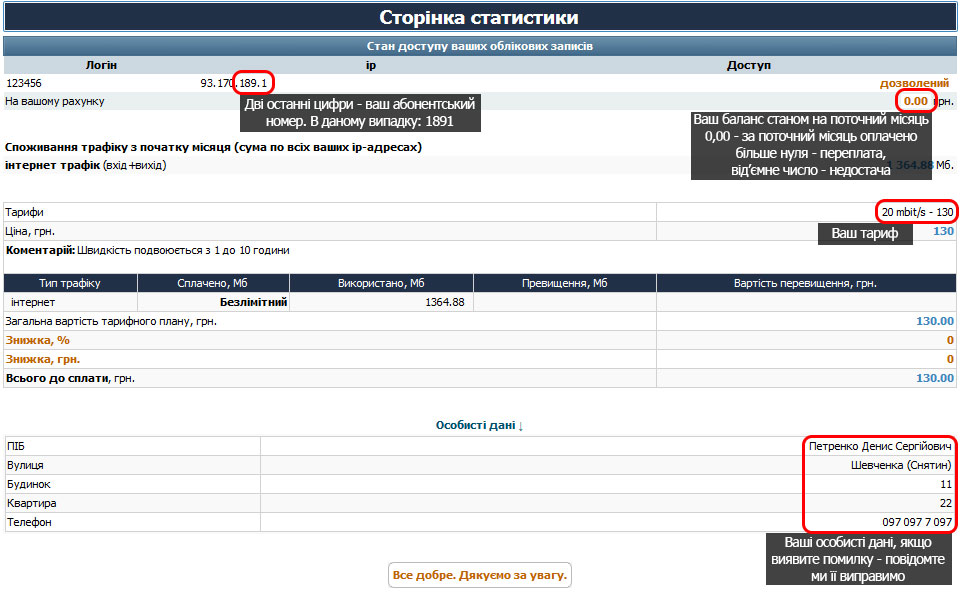 Сторінка статистики
Стан доступу ваших облікових записів
Логін ip Доступ
123456 93.170.189.1 дозволений
На вашому рахунку 0.00 грн.
Дві останні цифри - ваш абонентський
номер. В даному випадку: 1891
Ваш баланс станом на поточний місяць
0,00 - за поточний місяць оплачено
більше нуля - переплата,
від'ємне число - недостача
Споживання трафіку з початку місяця (сума по всіх ваших ip-адресах)
інтернет трафік (вхід+вихід) 1,364.88 Мб.
Тарифи 20 mbit/s - 130
Ціна, грн. 130
Ваш тариф
Коментарій: Швидкість подвоюється з 1 до 10 години
Тип трафіку Сплачено, Мб Використано, Мб Превищення, Мб Вартість перевищення, грн.
інтернет Безлімітний 1364.88
Загальна вартість тарифного плану, грн. 130.00
Знижка, % 0
Знижка, грн. 0
Всього до сплати, грн. 130.00
Особисті дані ↓
ПІБ Петренко Денис Сергійович
Вулиця Шевченка (Снятин)
Будинок 11
Квартира 22
Телефон 097 097 7 097
Ваші особисті дані, якщо
виявите помилку - повідомте
ми її виправимо
Все добре. Дякуємо за увагу.